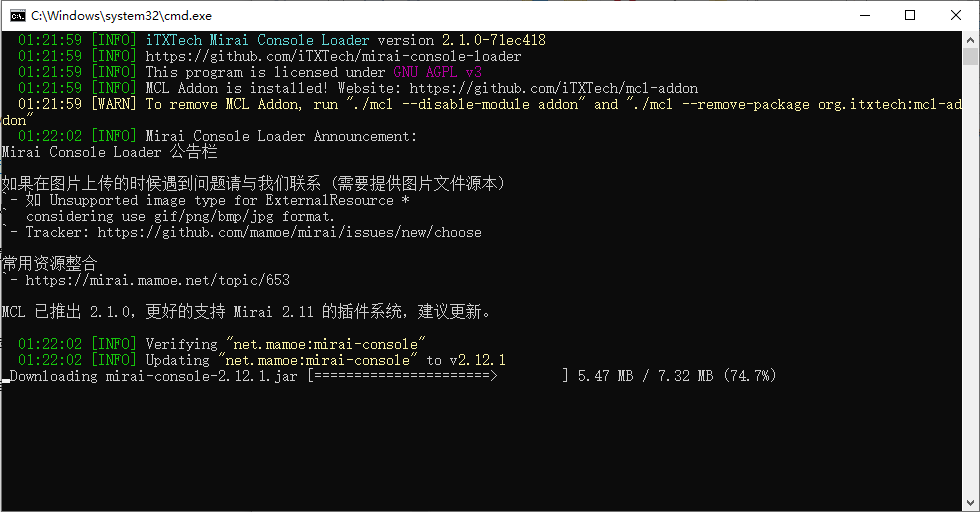 C:\Windows\system32\cmd.exe
01:21:59 [INFO] iTXTech Mirai Console Loader version 2.1.0-71ec418
01:21:59 [INFO] https://github.com/iTXTech/mirai-console-loader
01:21:59 [INFO] This program is licensed under GNU AGPL v3
01:21:59 [INFO] MCL Addon is installed! Website: https://github.com/iTXTech/mcl-addon
01:21:59 [WARN] To remove MCL Addon, run "./mcl --disable-module addon" and "./mcl --remove-package org.itxtech:mcl-ad
don"
01:22:02 [INFO] Mirai Console Loader Announcement:
Mirai Console Loader 公告栏
如果在图片上传的时候遇到问题请与我们联系 (需要提供图片文件源本)
`- 如 Unsupported image type for ExternalResource *
`  considering use gif/png/bmp/jpg format.
`- Tracker: https://github.com/mamoe/mirai/issues/new/choose
常用资源整合
`- https://mirai.mamoe.net/topic/653
MCL 已推出 2.1.0, 更好的支持 Mirai 2.11 的插件系统, 建议更新。
01:22:02 [INFO] Verifying "net.mamoe:mirai-console"
01:22:02 [INFO] Updating "net.mamoe:mirai-console" to v2.12.1
Downloading mirai-console-2.12.1.jar [======================>        ] 5.47 MB / 7.32 MB (74.7%)